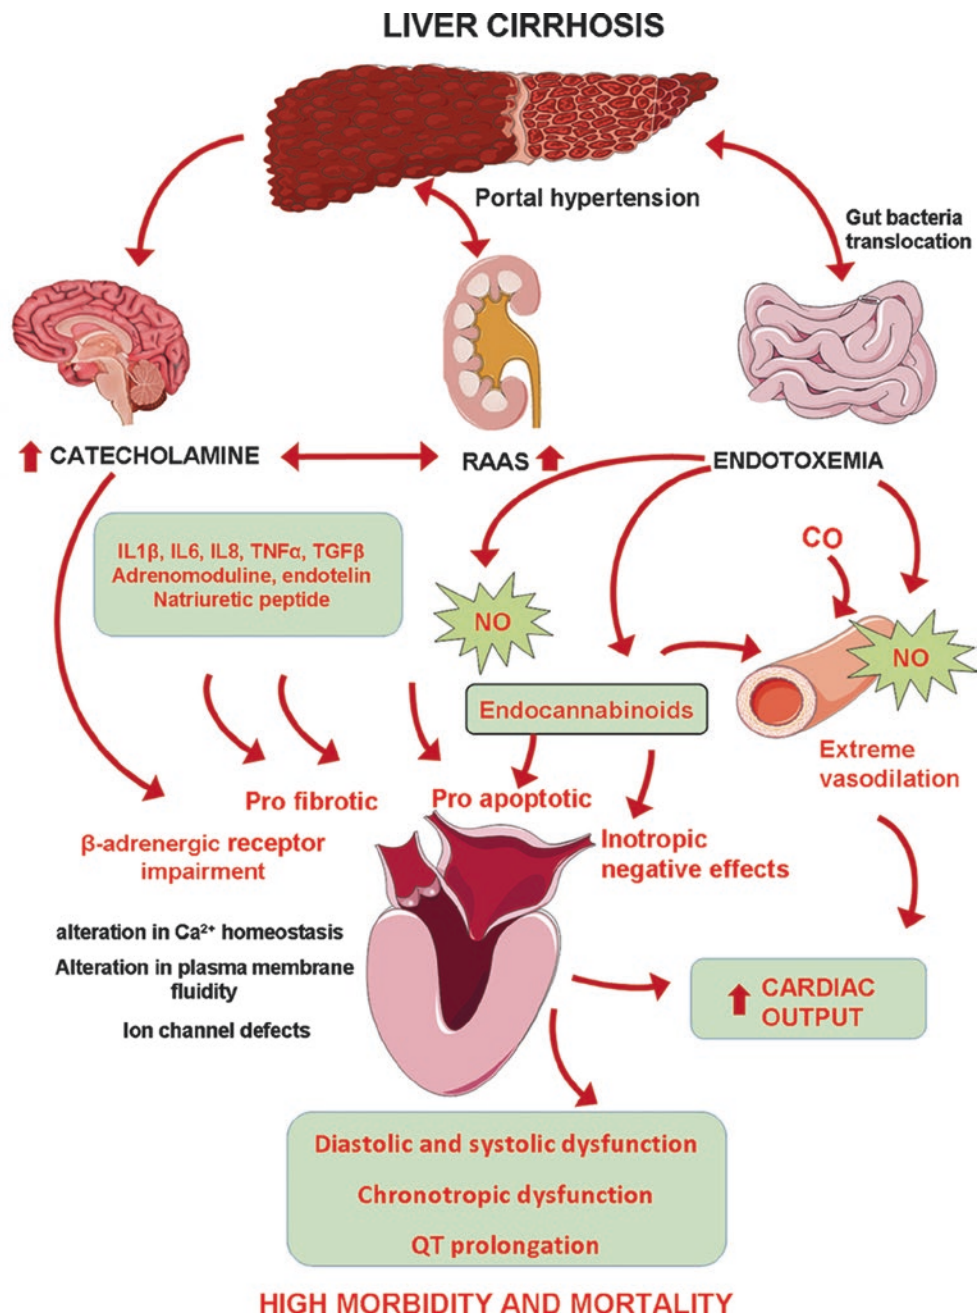 LIVER CIRRHOSIS
Portal hypertension
Gut bacteria
translocation
CATECHOLAMINE
RAAS
ENDOTOXEMIA
IL1β, IL6, IL8, TNFα, TGFβ
Adrenomoduline, endotelin
Natriuretic peptide
NO
CO
NO
Endocannabinoids
Extreme
vasodilation
Pro fibrotic
Pro apoptotic
β-adrenergic receptor
impairment
Inotropic
negative effects
alteration in Ca²⁺ homeostasis
Alteration in plasma membrane
fluidity
Ion channel defects
CARDIAC
OUTPUT
Diastolic and systolic dysfunction
Chronotropic dysfunction
QT prolongation
HIGH MORBIDITY AND MORTALITY